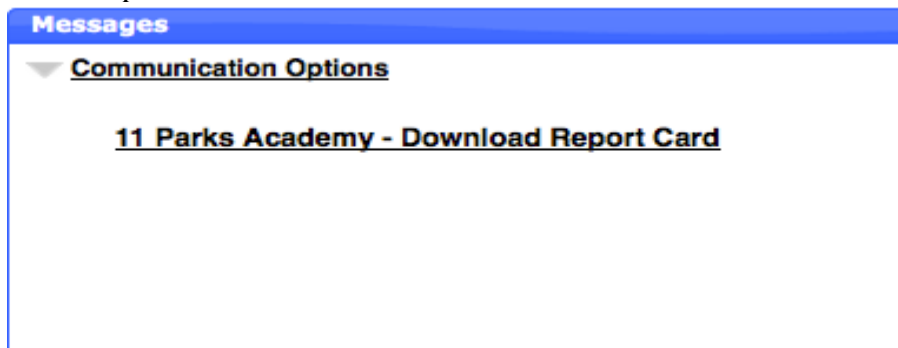 Messages
Communication Options
11 Parks Academy - Download Report Card